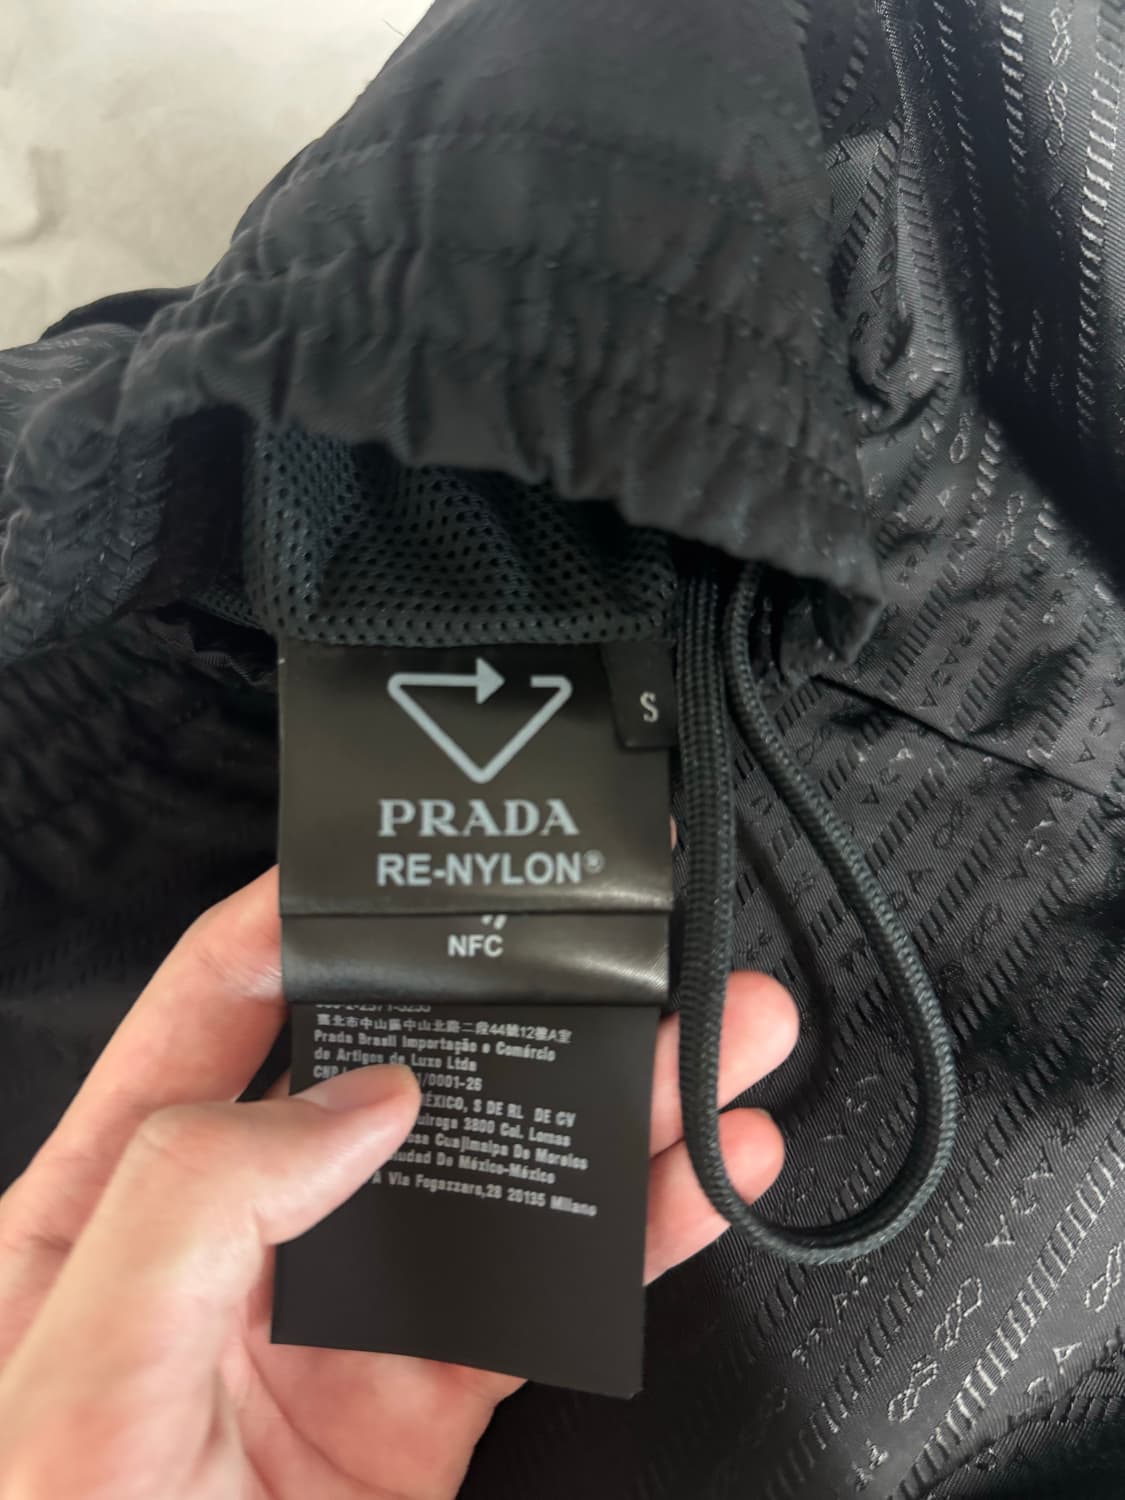 S
PRADA
RE-NYLON®
NFC
臺北市中山區中山北路二段44號12樓A室
Prada Brasil Importação e Comércio
de Artigos de Luxo Ltda
/0001-26
MÉXICO, S DE RL DE CV
3800 Col. Lomas
Cuajimalpa De Morelos
De México-México
A Via Fogazzaro,28 20135 Milano
PRADA